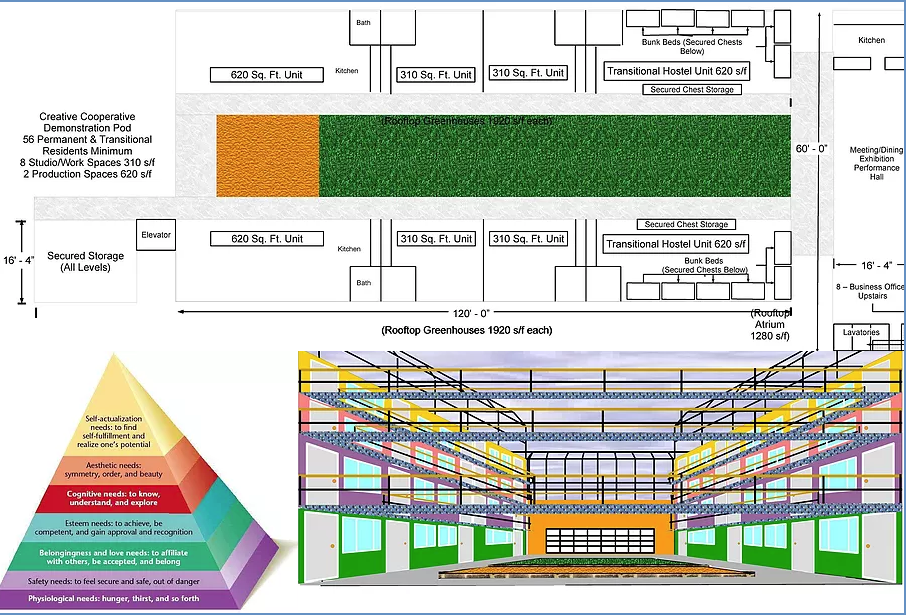 Bath
Kitchen
620 Sq. Ft. Unit
310 Sq. Ft. Unit
310 Sq. Ft. Unit
Bunk Beds (Secured Chests
Below)
Transitional Hostel Unit 620 s/f
Secured Chest Storage
Kitchen
(Rooftop Greenhouses 1920 s/f each)
Creative Cooperative
Demonstration Pod
56 Permanent & Transitional
Residents Minimum
8 Studio/Work Spaces 310 s/f
2 Production Spaces 620 s/f
60' - 0"
Meeting/Dining
Exhibition
Performance
Hall
Elevator
16' - 4"
Secured Storage
(All Levels)
620 Sq. Ft. Unit
Kitchen
Bath
310 Sq. Ft. Unit
310 Sq. Ft. Unit
Secured Chest Storage
Transitional Hostel Unit 620 s/f
Bunk Beds
(Secured Chests Below)
16' - 4"
8 – Business Office
Upstairs
Lavatories
120' - 0"
(Rooftop Greenhouses 1920 s/f each)
(Rooftop
Atrium
1280 s/f)
Self-actualization
needs: to find
self-fulfillment and
realize one's potential
Aesthetic needs:
symmetry, order, and beauty
Cognitive needs: to know,
understand, and explore
Esteem needs: to achieve, be
competent, and gain approval and recognition
Belongingness and love needs: to affiliate
with others, be accepted, and belong
Safety needs: to feel secure and safe, out of danger
Physiological needs: hunger, thirst, and so forth